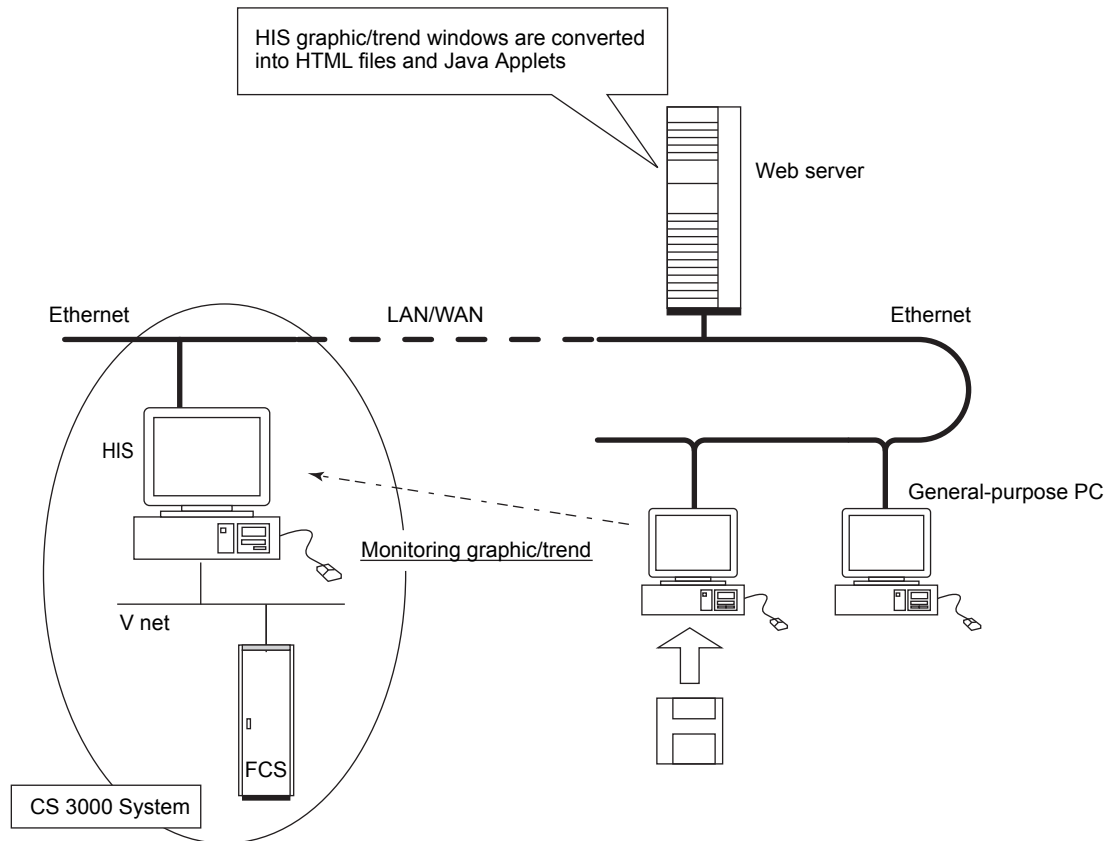 HIS graphic/trend windows are converted
into HTML files and Java Applets
Web server
Ethernet
LAN/WAN
Ethernet
HIS
General-purpose PC
Monitoring graphic/trend
V net
FCS
CS 3000 System